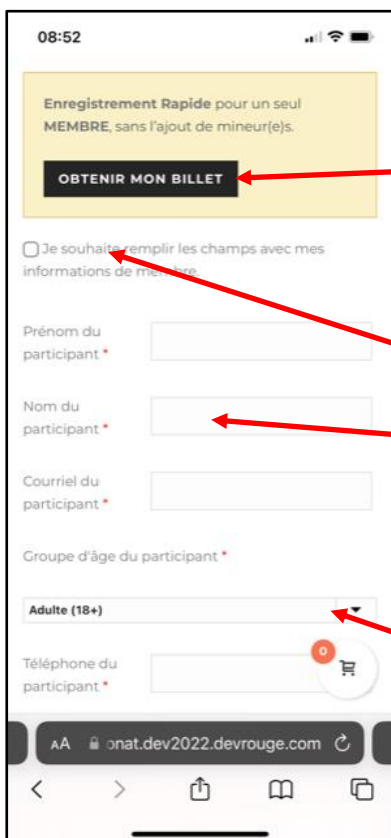 08:52
Enregistrement Rapide pour un seul
MEMBRE, sans l'ajout de mineur(e)s.
OBTENIR MON BILLET
Je souhaite remplir les champs avec mes
informations de membre.
Prénom du
participant *
Nom du
participant *
Courriel du
participant *
Groupe d'âge du participant *
Adulte (18+)
0
Téléphone du
participant *
AA onat.dev2022.devrouge.com